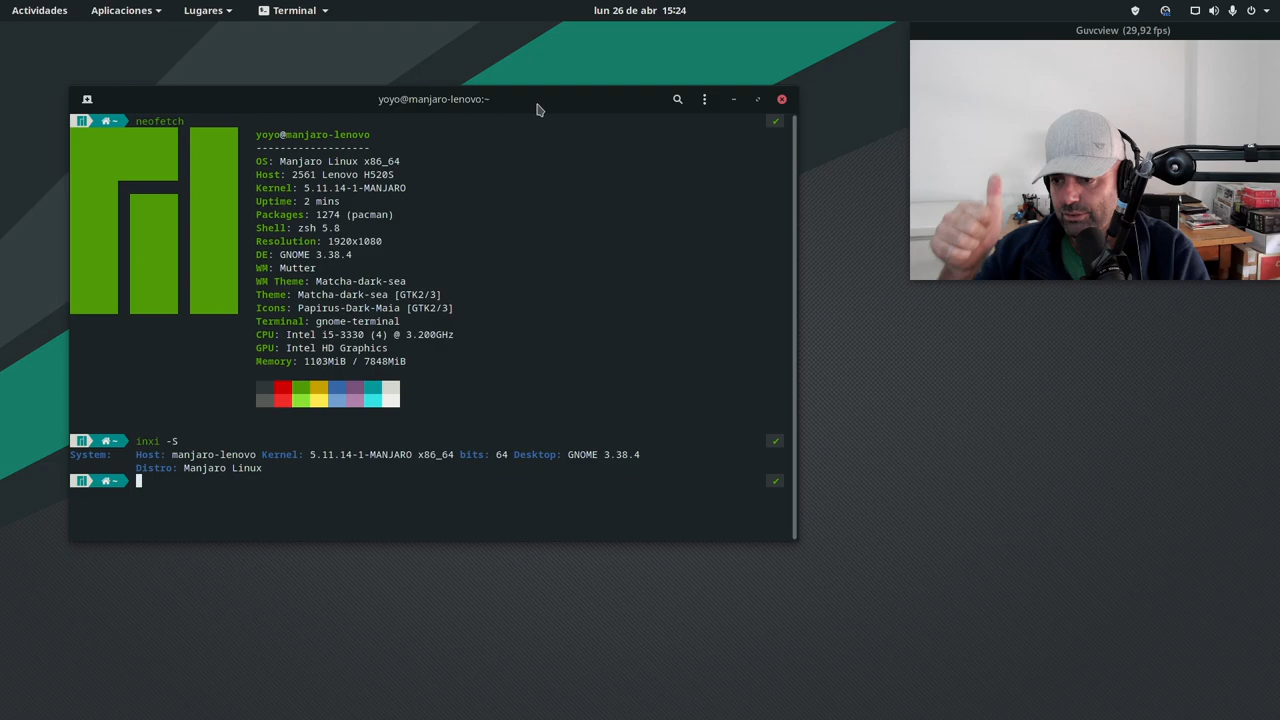 Actividades Aplicaciones Lugares Terminal lun 26 de abr 15:24
Guvcview (29,92 fps)
yoyo@manjaro-lenovo:~
~ neofetch
yoyo@manjaro-lenovo
-------------------
OS: Manjaro Linux x86_64
Host: 2561 Lenovo H520S
Kernel: 5.11.14-1-MANJARO
Uptime: 2 mins
Packages: 1274 (pacman)
Shell: zsh 5.8
Resolution: 1920x1080
DE: GNOME 3.38.4
WM: Mutter
WM Theme: Matcha-dark-sea
Theme: Matcha-dark-sea [GTK2/3]
Icons: Papirus-Dark-Maia [GTK2/3]
Terminal: gnome-terminal
CPU: Intel i5-3330 (4) @ 3.200GHz
GPU: Intel HD Graphics
Memory: 1103MiB / 7848MiB
~ inxi -S
System: Host: manjaro-lenovo Kernel: 5.11.14-1-MANJARO x86_64 bits: 64 Desktop: GNOME 3.38.4
Distro: Manjaro Linux
~